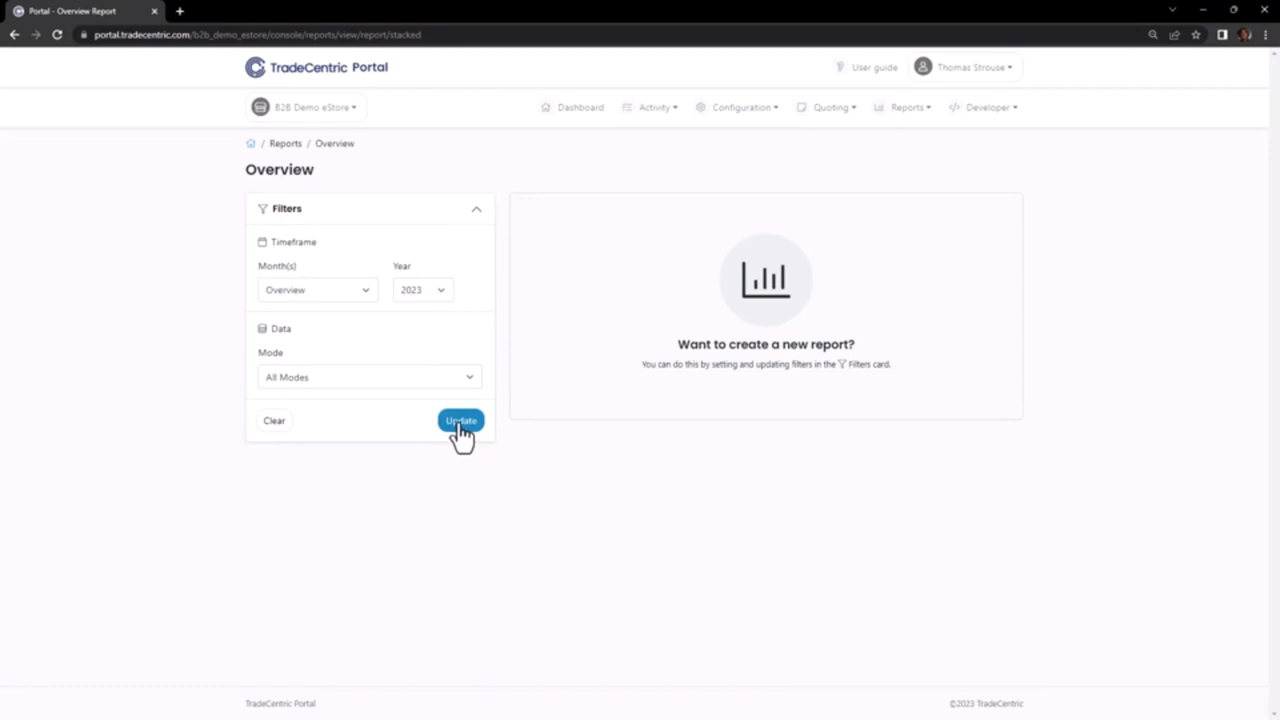 Portal - Overview Report
portal.tradecentric.com/b2b_demo_estore/console/reports/view/report/stacked
TradeCentric Portal
User guide
Thomas Strouse
B2B Demo eStore
Dashboard
Activity
Configuration
Quoting
Reports
Developer
/ Reports / Overview
Overview
Filters
Timeframe
Month(s) Year
Overview 2023
Data
Mode
All Modes
Clear Update
Want to create a new report?
You can do this by setting and updating filters in the Filters card.
TradeCentric Portal
©2023 TradeCentric